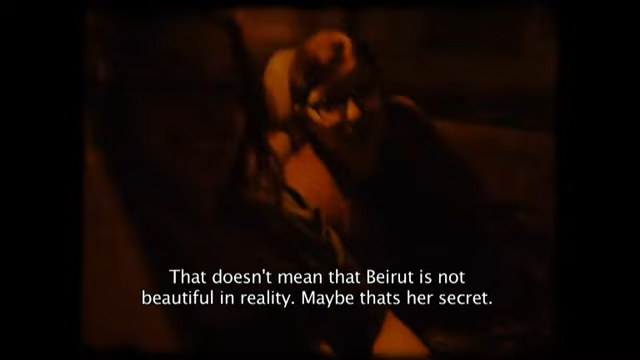 That doesn't mean that Beirut is not
beautiful in reality. Maybe thats her secret.